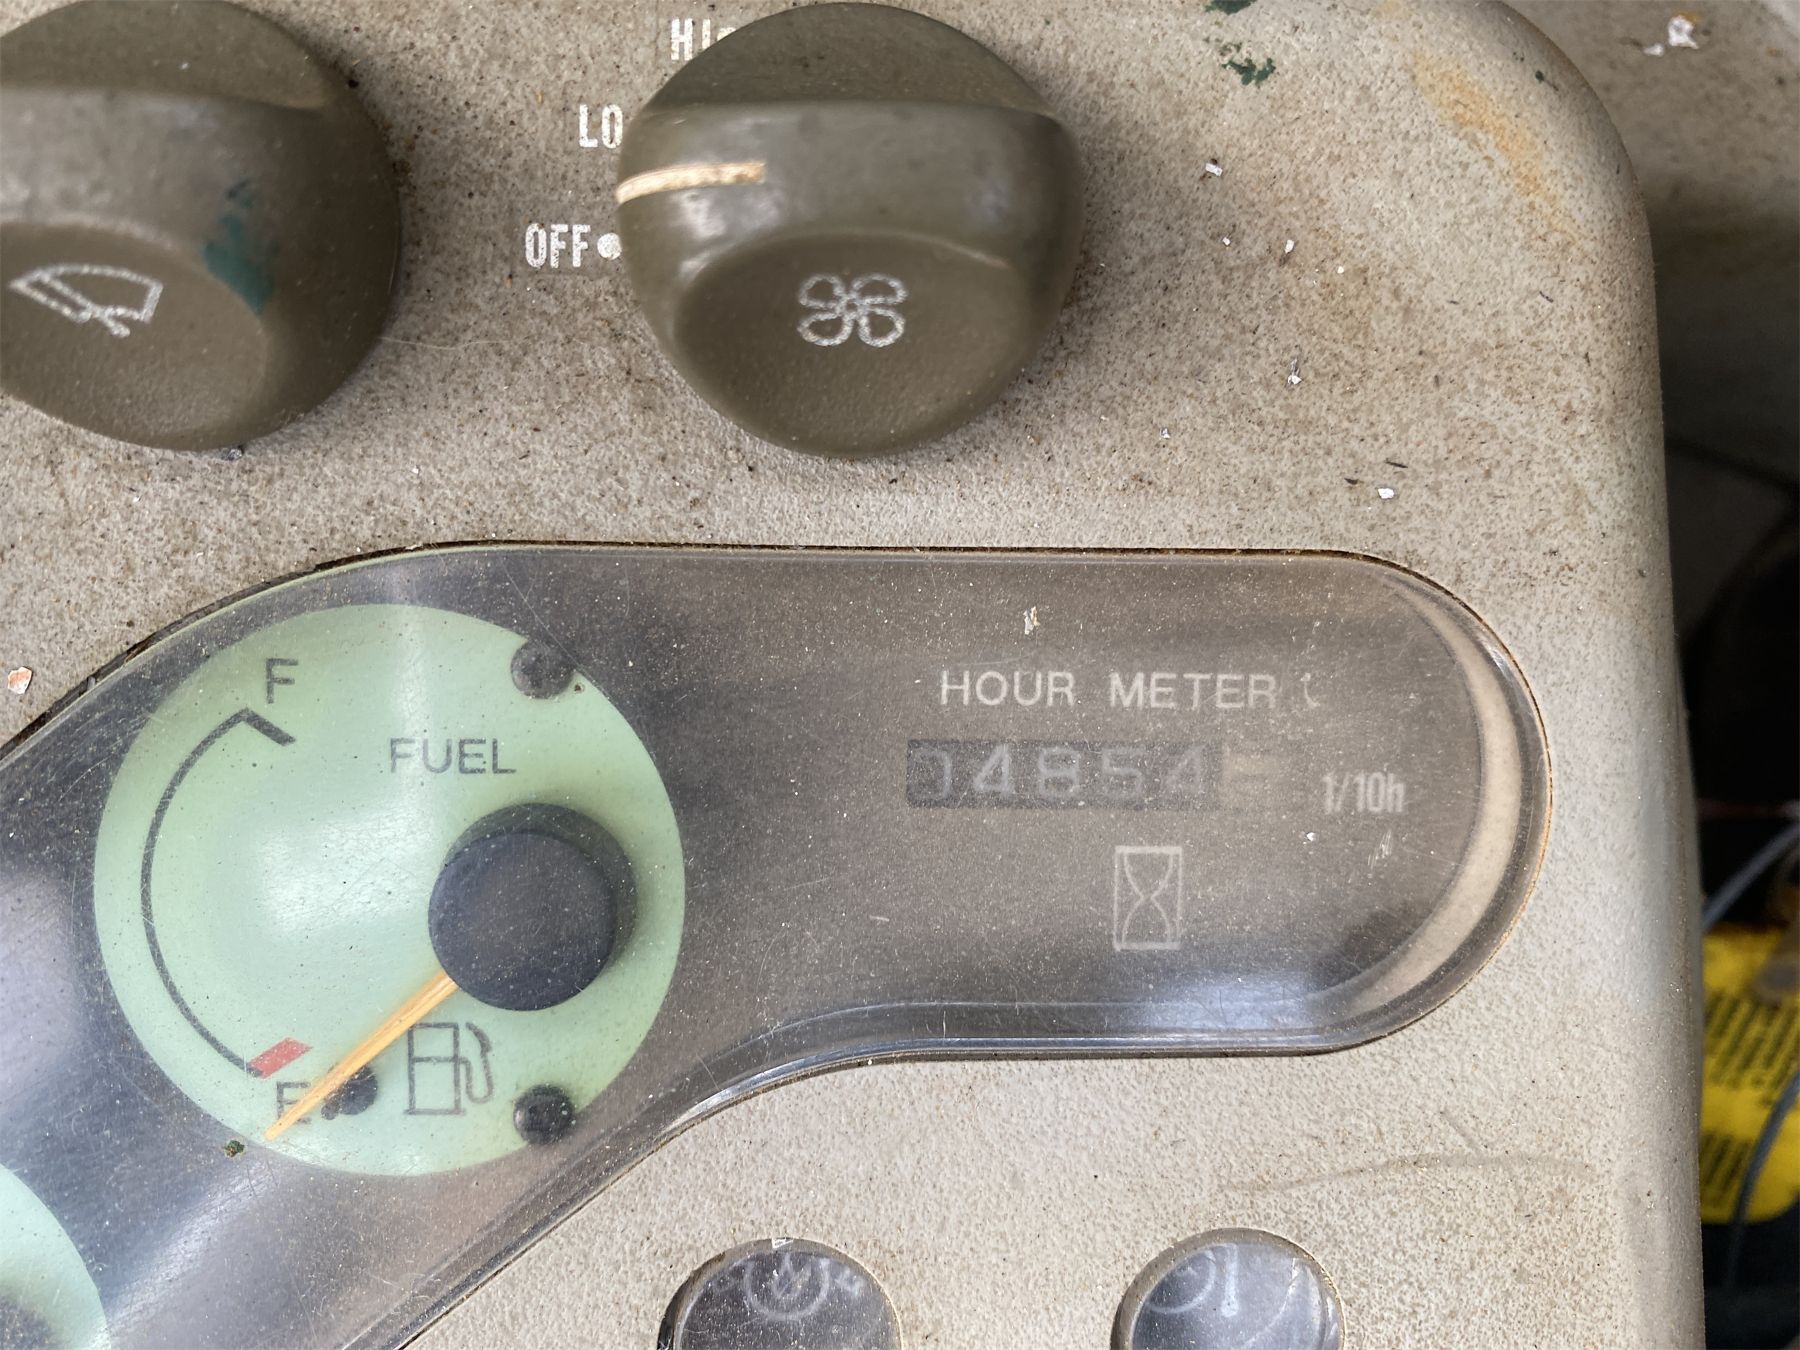 HI
LO
OFF
F
FUEL
HOUR METER
04854
1/10h
E